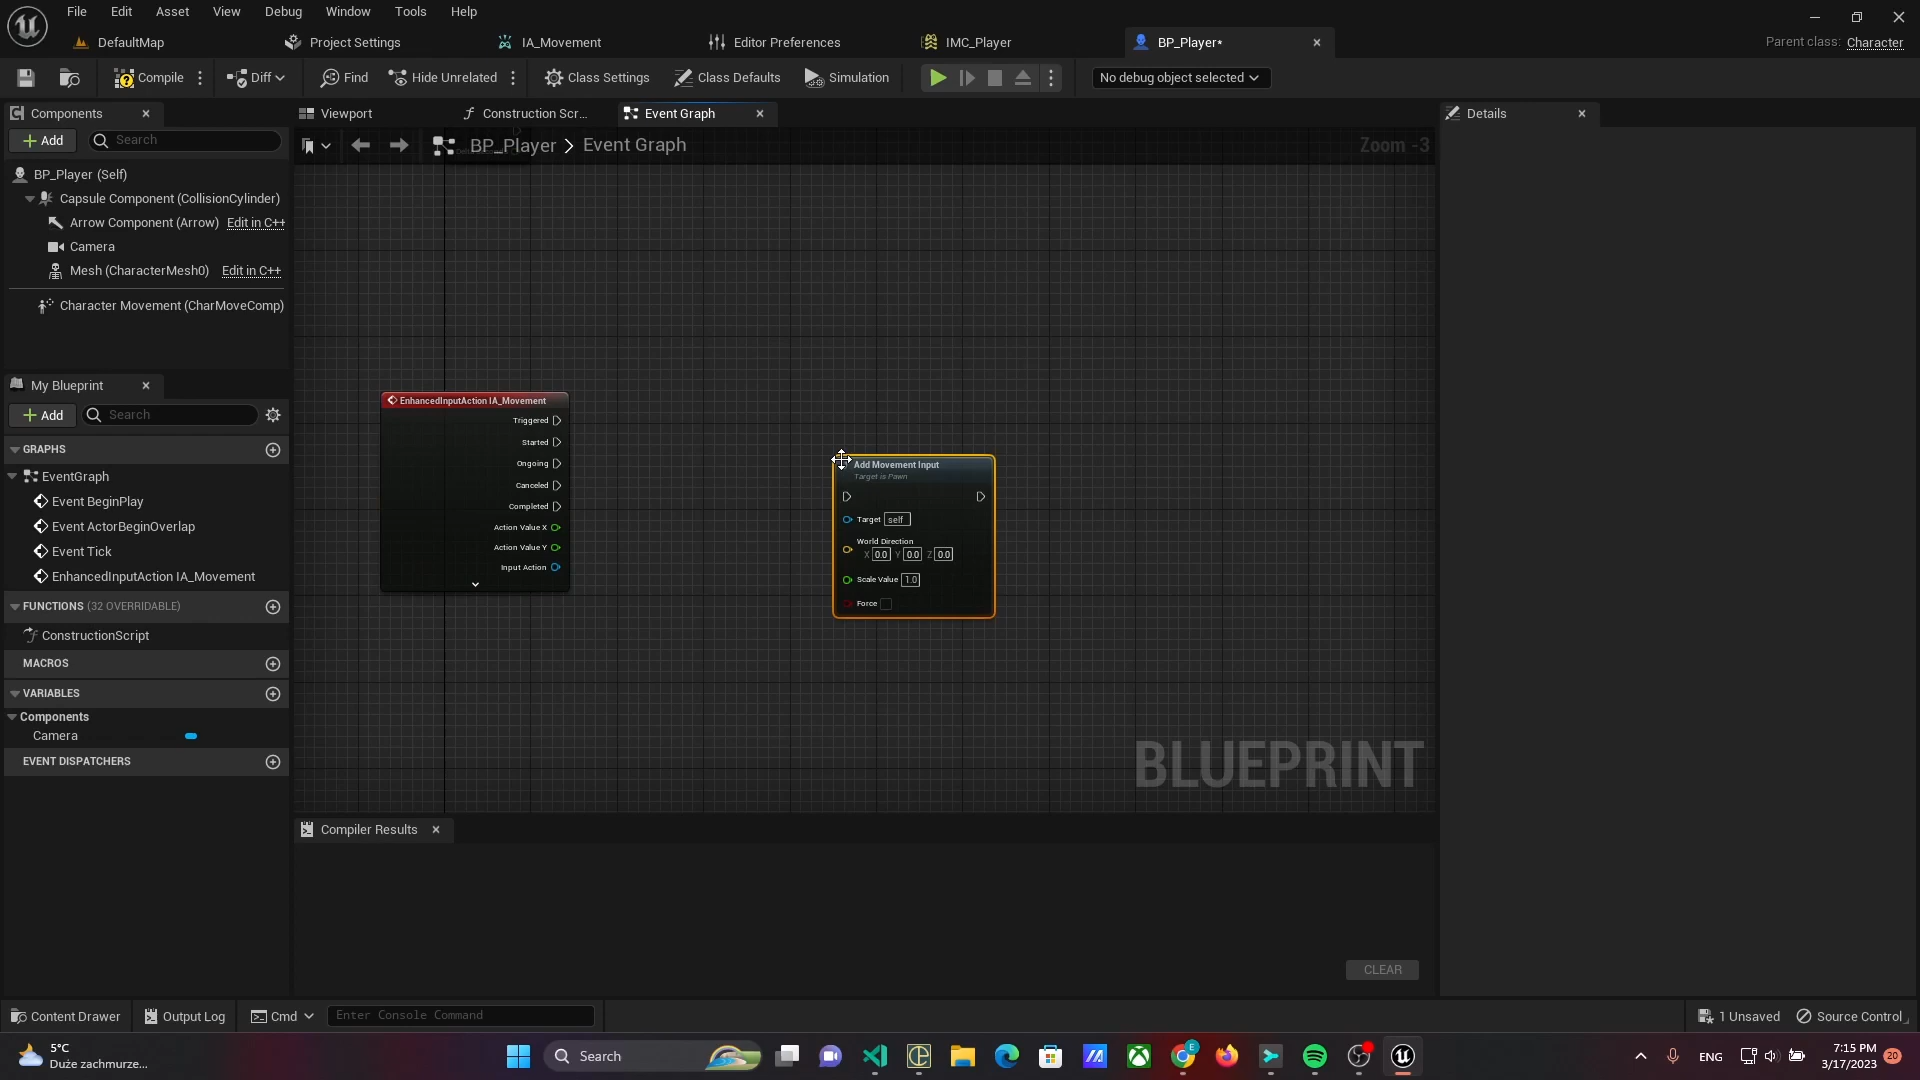 File Edit Asset View Debug Window Tools Help
DefaultMap Project Settings IA_Movement Editor Preferences IMC_Player BP_Player* Parent class: Character
Compile Diff Find Hide Unrelated Class Settings Class Defaults Simulation No debug object selected
Components Viewport Construction Scr... Event Graph Details
Add Search BP_Player Event Graph Zoom -3
BP_Player (Self)
Capsule Component (CollisionCylinder)
Arrow Component (Arrow) Edit in C++
Camera
Mesh (CharacterMesh0) Edit in C++
Character Movement (CharMoveComp)
My Blueprint
Add Search
GRAPHS
EventGraph
Event BeginPlay
Event ActorBeginOverlap
Event Tick
EnhancedInputAction IA_Movement
FUNCTIONS (32 OVERRIDABLE)
ConstructionScript
MACROS
VARIABLES
Components
Camera
EVENT DISPATCHERS
EnhancedInputAction IA_Movement
Triggered
Started
Ongoing
Canceled
Completed
Action Value X
Action Value Y
Input Action
Add Movement Input
Target is Pawn
Target self
World Direction
X 0.0 Y 0.0 Z 0.0
Scale Value 1.0
Force
BLUEPRINT
Compiler Results
CLEAR
Content Drawer Output Log Cmd Enter Console Command 1 Unsaved Source Control
5°C
Duże zachmurze...
Search
ENG
7:15 PM
3/17/2023
20